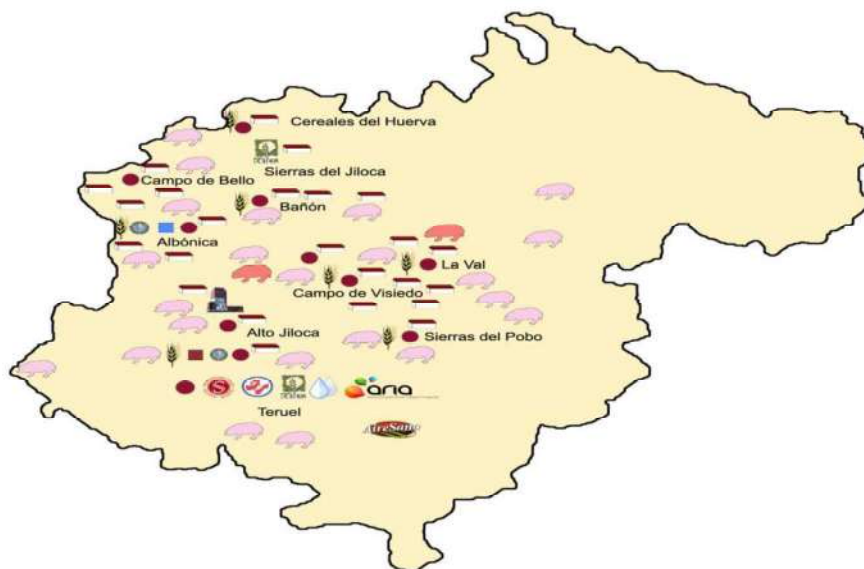 Cereales del Huerva
Sierras del Jiloca
Campo de Bello
Bañón
Albónica
La Val
Campo de Visiedo
Alto Jiloca
Sierras del Pobo
S
aria
Teruel
AireSano